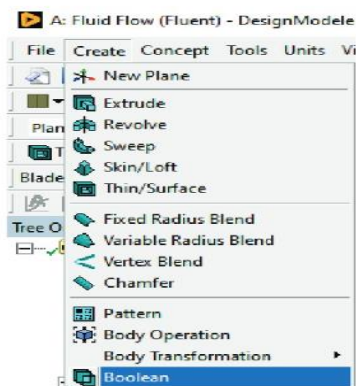 A: Fluid Flow (Fluent) - DesignModele
File Create Concept Tools Units Vi
New Plane
Extrude
Plan
Revolve
Sweep
T
Skin/Loft
Blade
Thin/Surface
Fixed Radius Blend
Tree O
Variable Radius Blend
Vertex Blend
Chamfer
Pattern
Body Operation
Body Transformation
Boolean